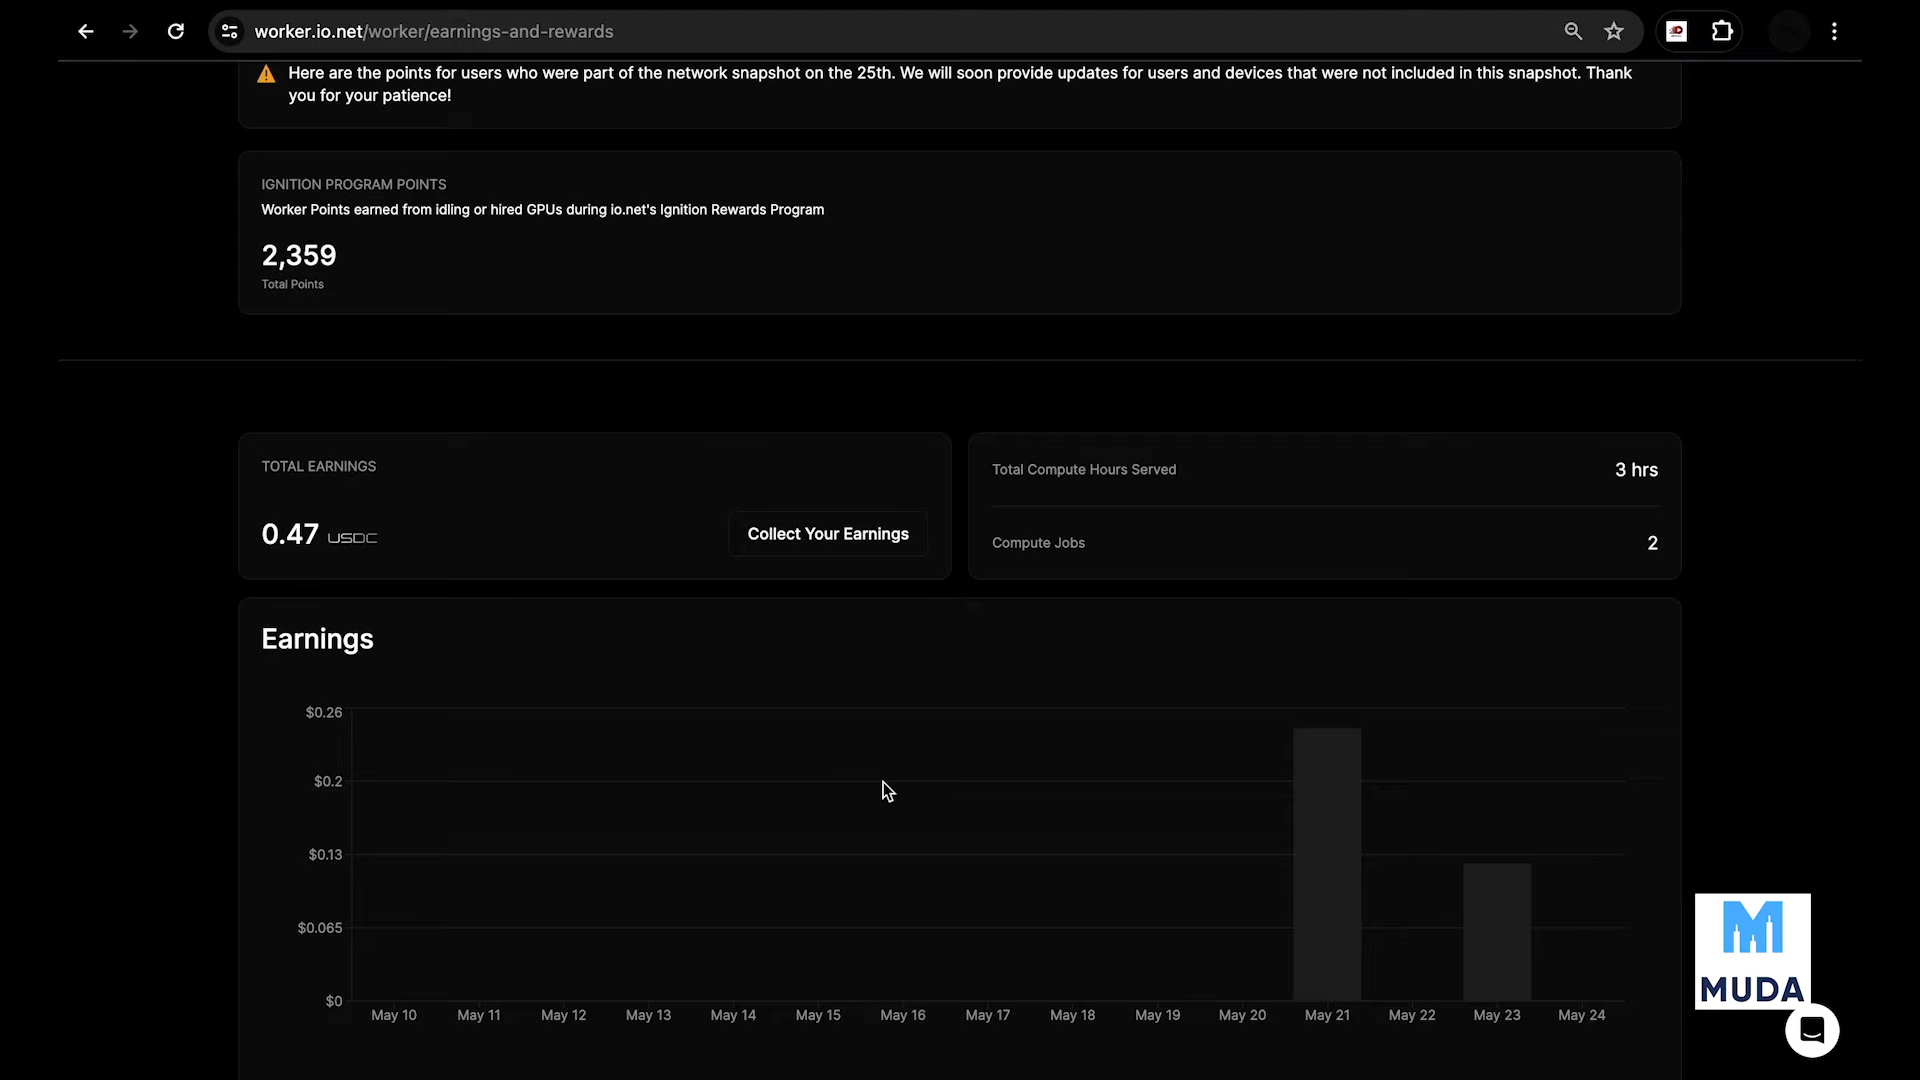 worker.io.net/worker/earnings-and-rewards
Here are the points for users who were part of the network snapshot on the 25th. We will soon provide updates for users and devices that were not included in this snapshot. Thank
you for your patience!
IGNITION PROGRAM POINTS
Worker Points earned from idling or hired GPUs during io.net's Ignition Rewards Program
2,359
Total Points
TOTAL EARNINGS
0.47 USDC
Collect Your Earnings
Total Compute Hours Served
3 hrs
Compute Jobs
2
Earnings
$0.26
$0.2
$0.13
$0.065
$0
May 10 May 11 May 12 May 13 May 14 May 15 May 16 May 17 May 18 May 19 May 20 May 21 May 22 May 23 May 24
MUDA